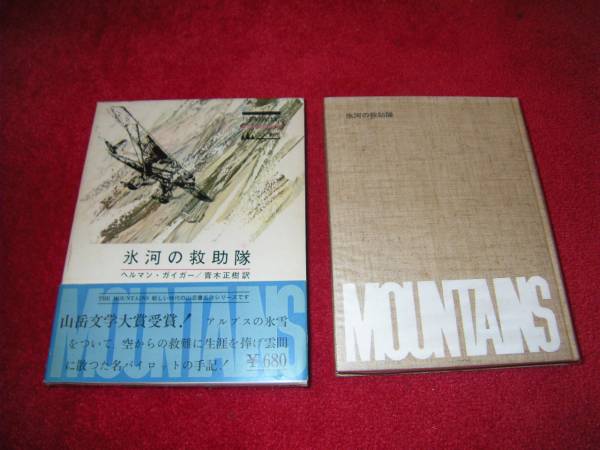 氷河の救助隊
ヘルマン・ガイガー／青木正樹訳
THE MOUNTAINS 新しい時代の山の書名作シリーズです
山岳文学大賞受賞! アルプスの氷雪
をついて、空からの救難に生涯を捧げ雲間
に散つた名パイロットの手記!
¥680
MOUNTAINS
氷河の救助隊
MOUNTAINS